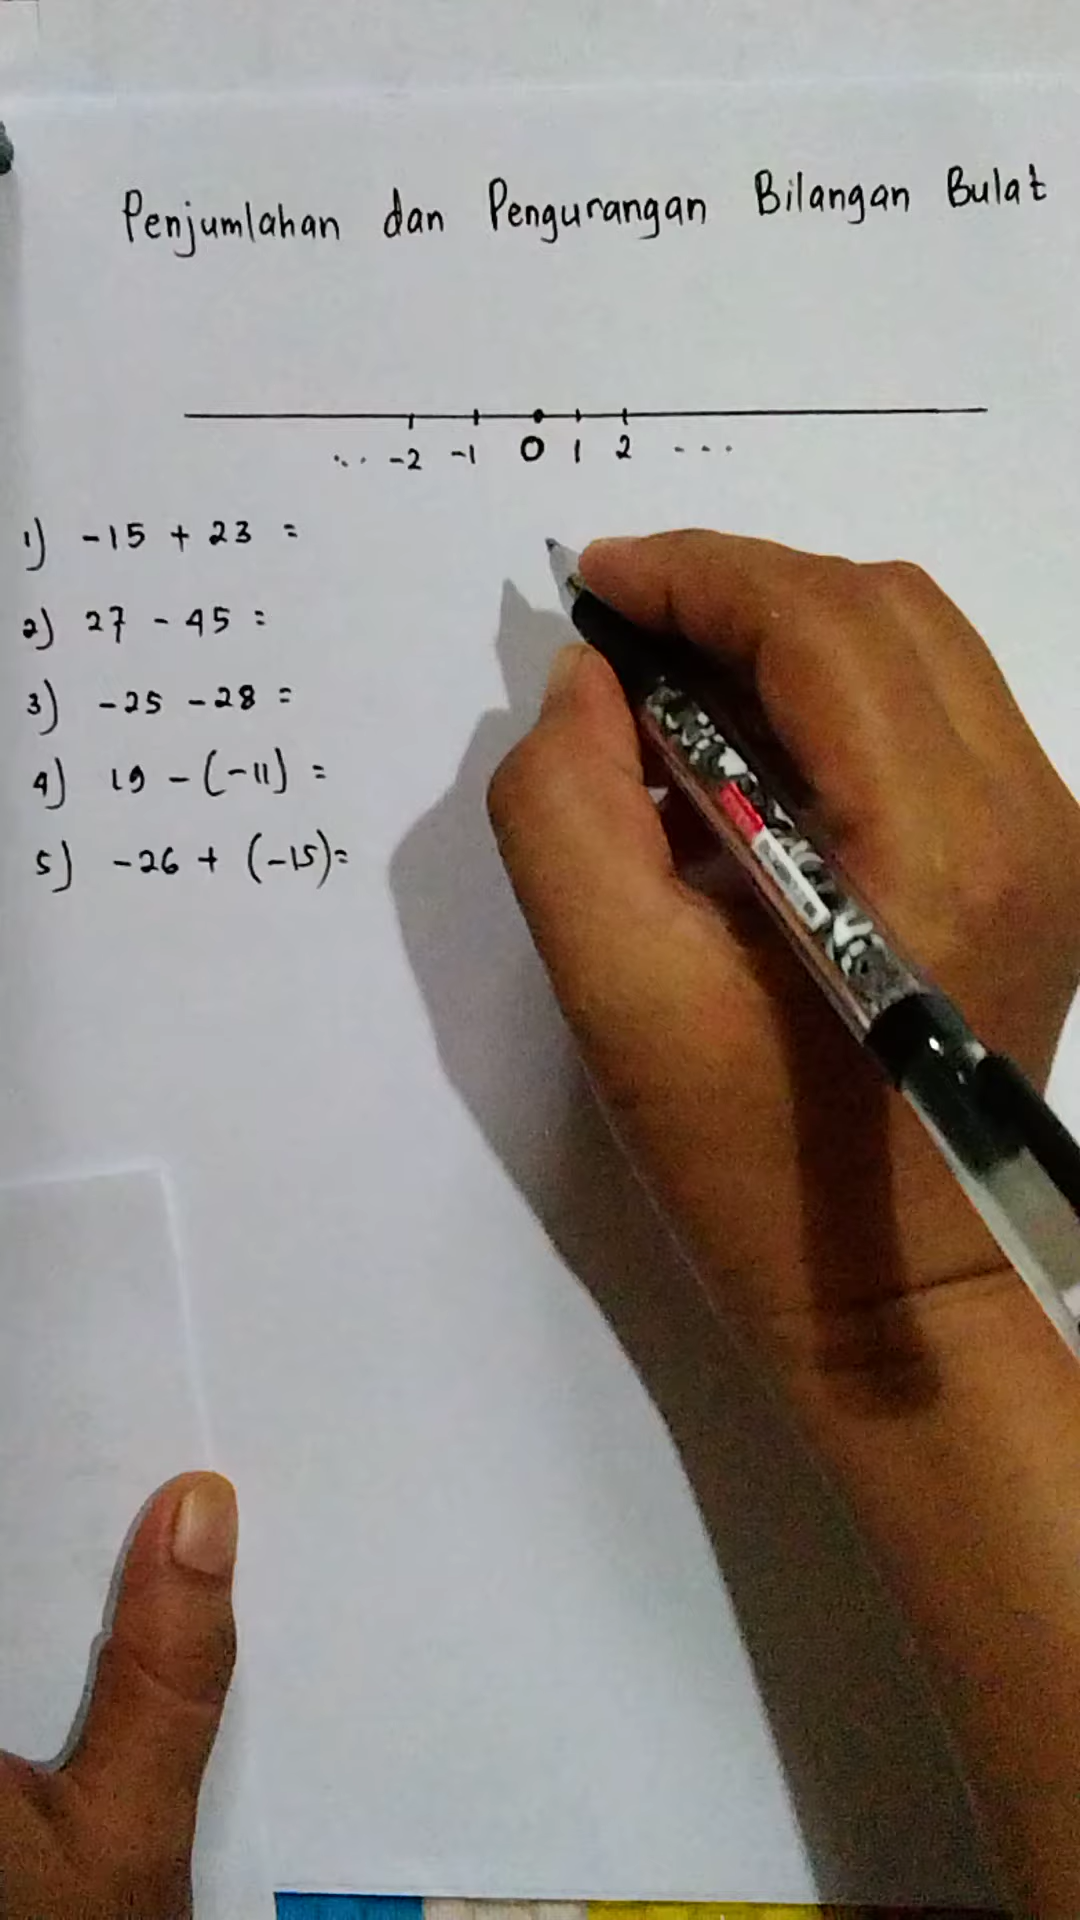 Penjumlahan dan Pengurangan Bilangan Bulat
... -2 -1 0 1 2 ...
1) -15 + 23 =
2) 27 - 45 =
3) -25 - 28 =
4) 19 - (-11) =
5) -26 + (-15) =